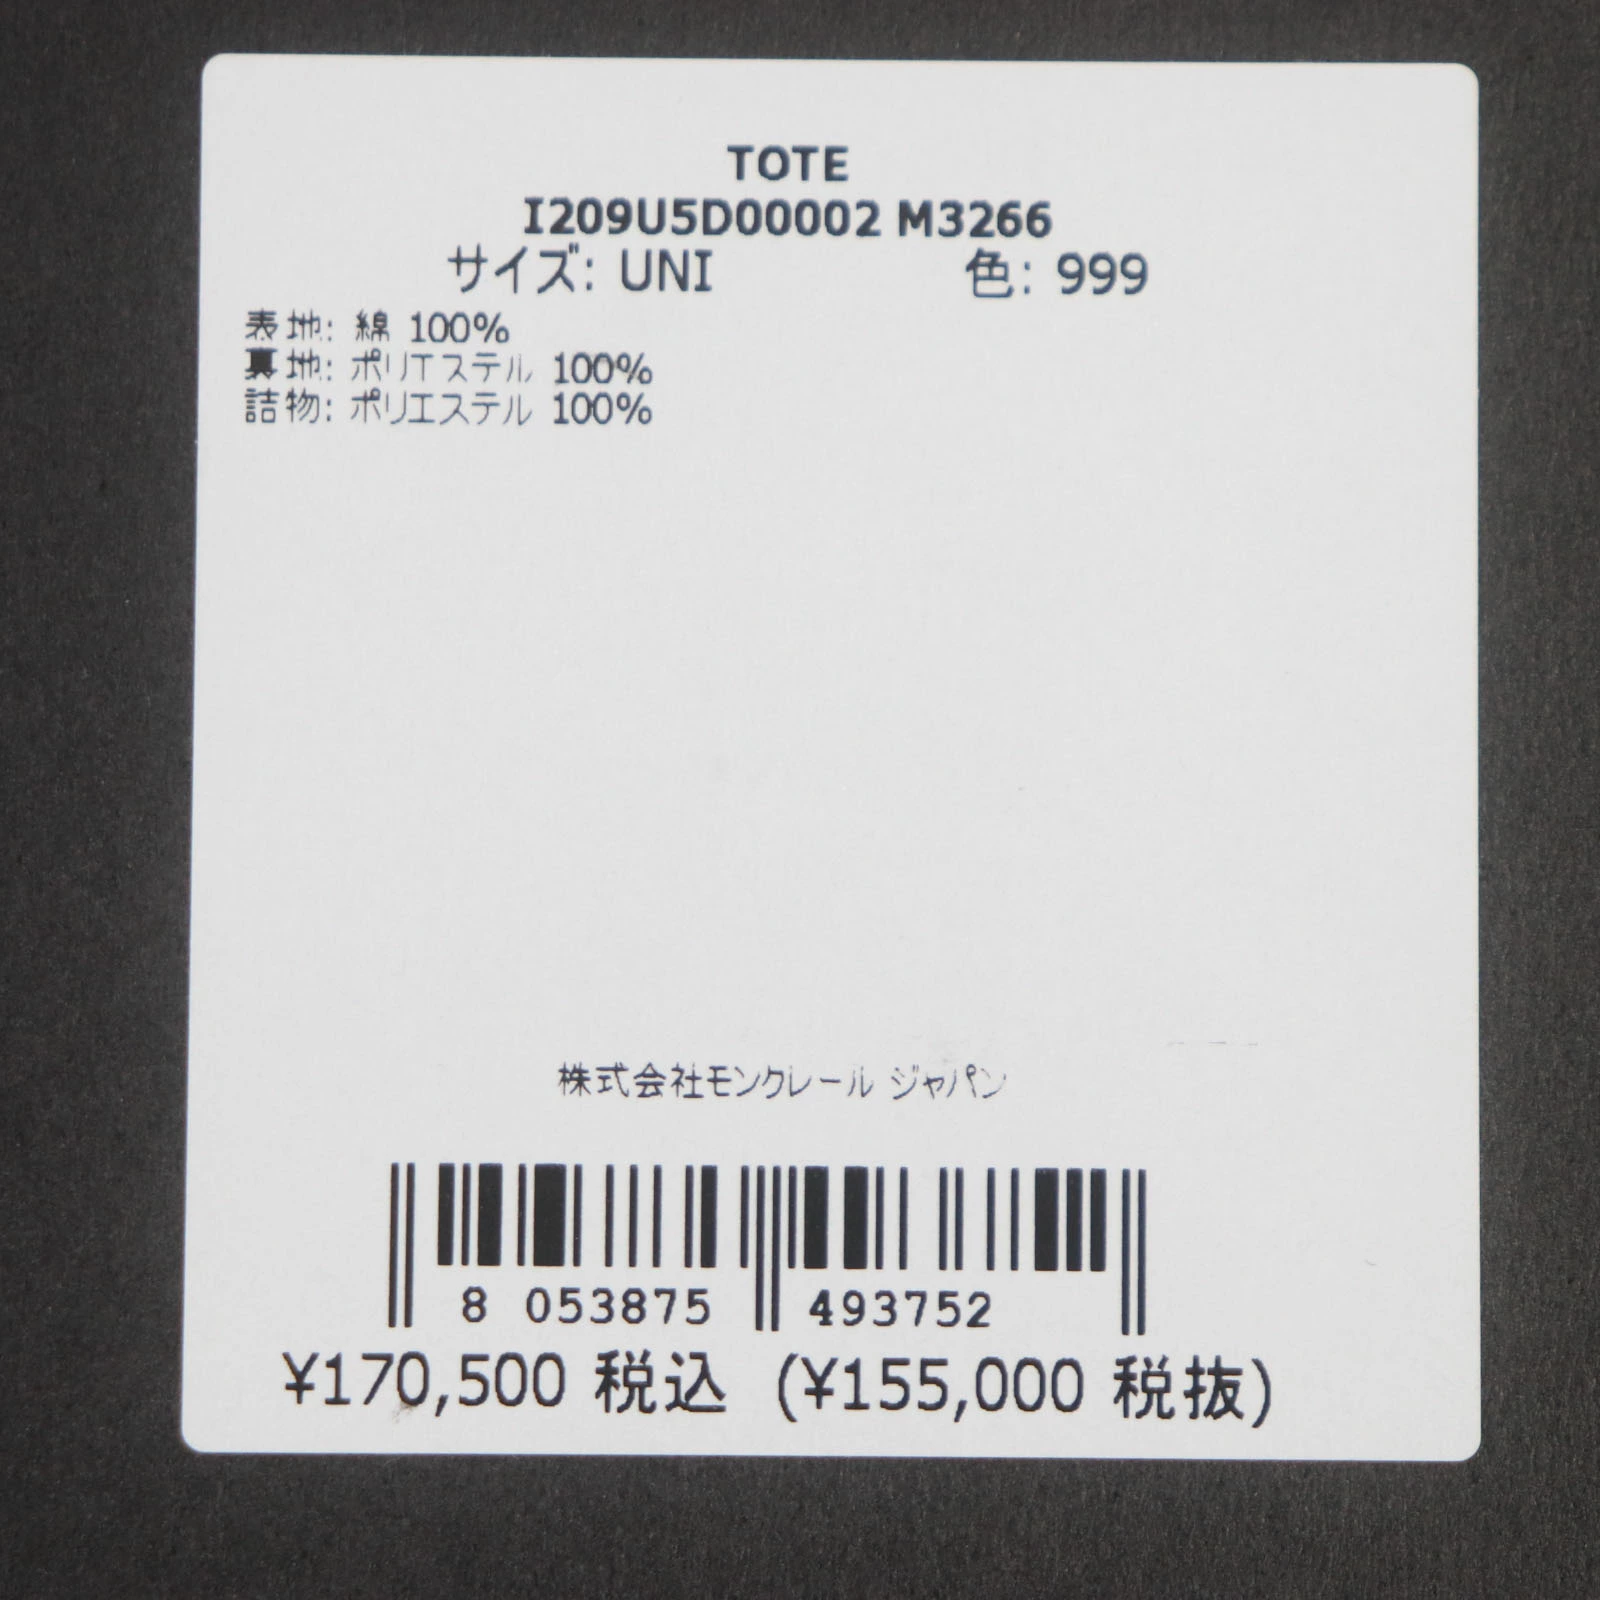 TOTE
I209U5D00002 M3266
サイズ: UNI 色: 999
表地: 綿 100%
裏地: ポリエステル 100%
詰物: ポリエステル 100%
株式会社モンクレール ジャパン
8 053875 493752
¥170,500 税込 (¥155,000 税抜)